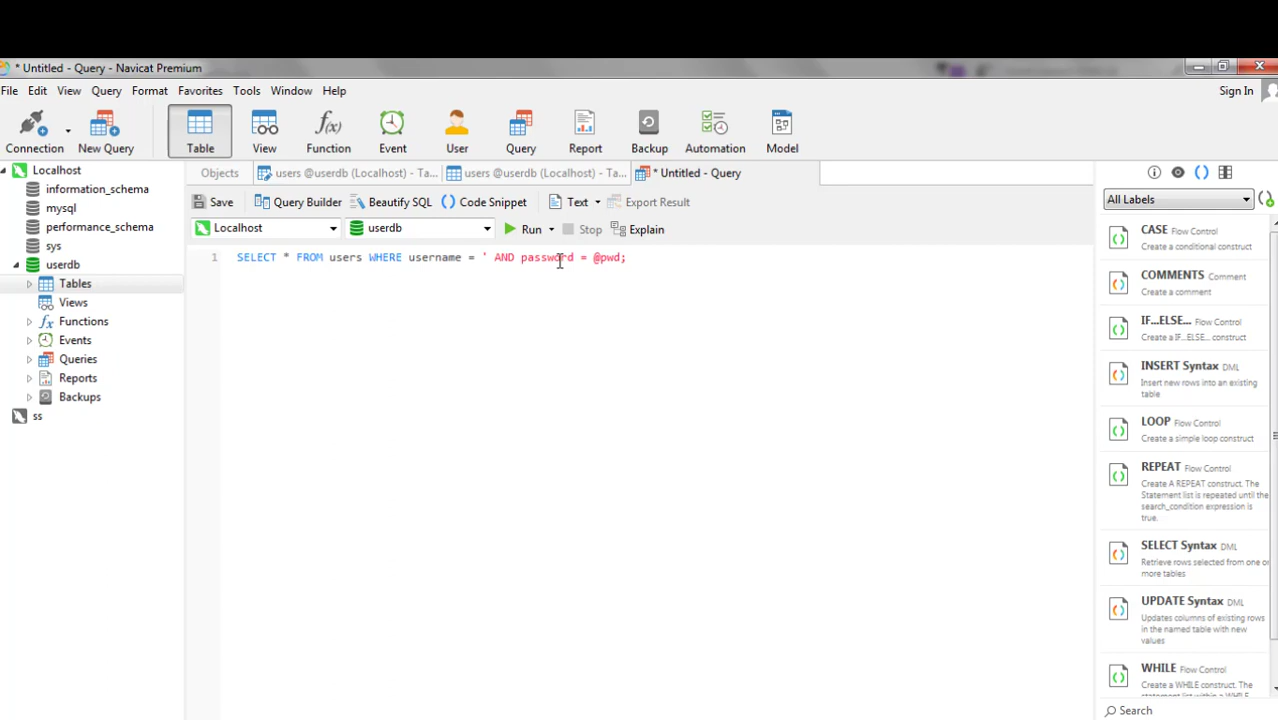 * Untitled - Query - Navicat Premium
File Edit View Query Format Favorites Tools Window Help
Sign In
Connection New Query Table View Function Event User Query Report Backup Automation Model
Localhost
information_schema
mysql
performance_schema
sys
userdb
Tables
Views
Functions
Events
Queries
Reports
Backups
ss
Objects users @userdb (Localhost) - Ta... users @userdb (Localhost) - Ta... * Untitled - Query
Save Query Builder Beautify SQL Code Snippet Text Export Result
Localhost userdb Run Stop Explain
1 SELECT * FROM users WHERE username = ' AND password = @pwd;
All Labels
CASE Flow Control
Create a conditional construct
COMMENTS Comment
Create a comment
IF...ELSE... Flow Control
Create a IF...ELSE... construct
INSERT Syntax DML
Insert new rows into an existing
table
LOOP Flow Control
Create a simple loop construct
REPEAT Flow Control
Create A REPEAT construct. The
Statement list is repeated until the
search_condition expression is
true.
SELECT Syntax DML
Retrieve rows selected from one or
more tables
UPDATE Syntax DML
Updates columns of existing rows
in the named table with new
values
WHILE Flow Control
Create a WHILE construct. The
Search